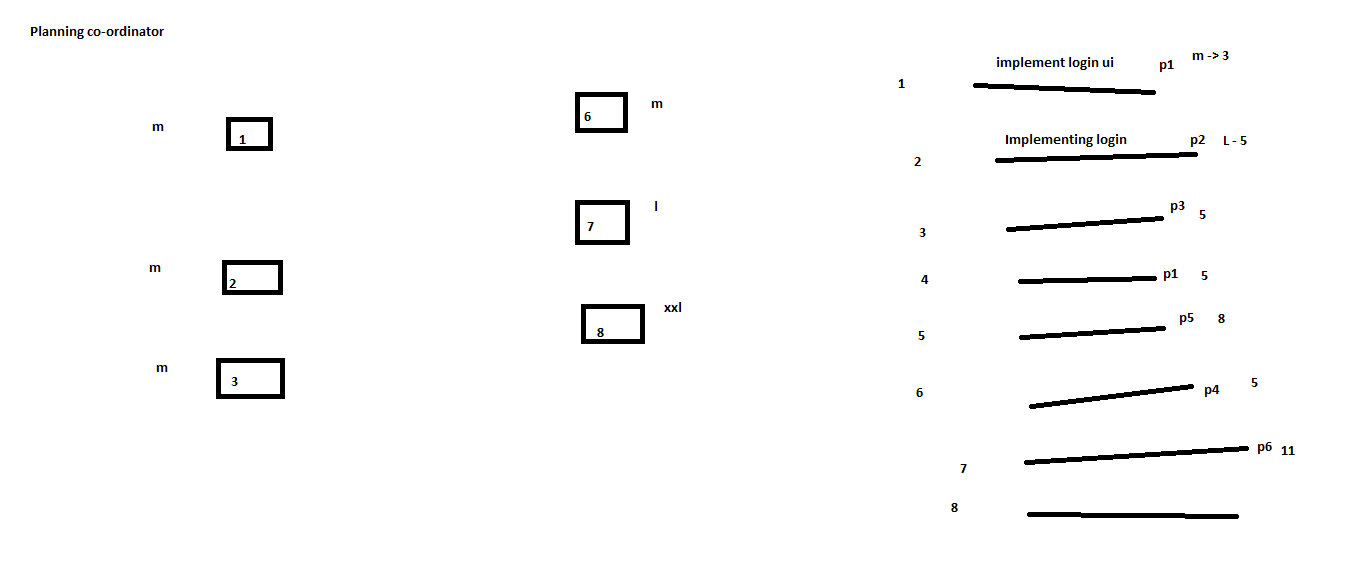 Planning co-ordinator
m 1
m 2
m 3
6 m
7 l
8 xxl
1 implement login ui p1 m -> 3
2 Implementing login p2 L - 5
3 p3 5
4 p1 5
5 p5 8
6 p4 5
7 p6 11
8